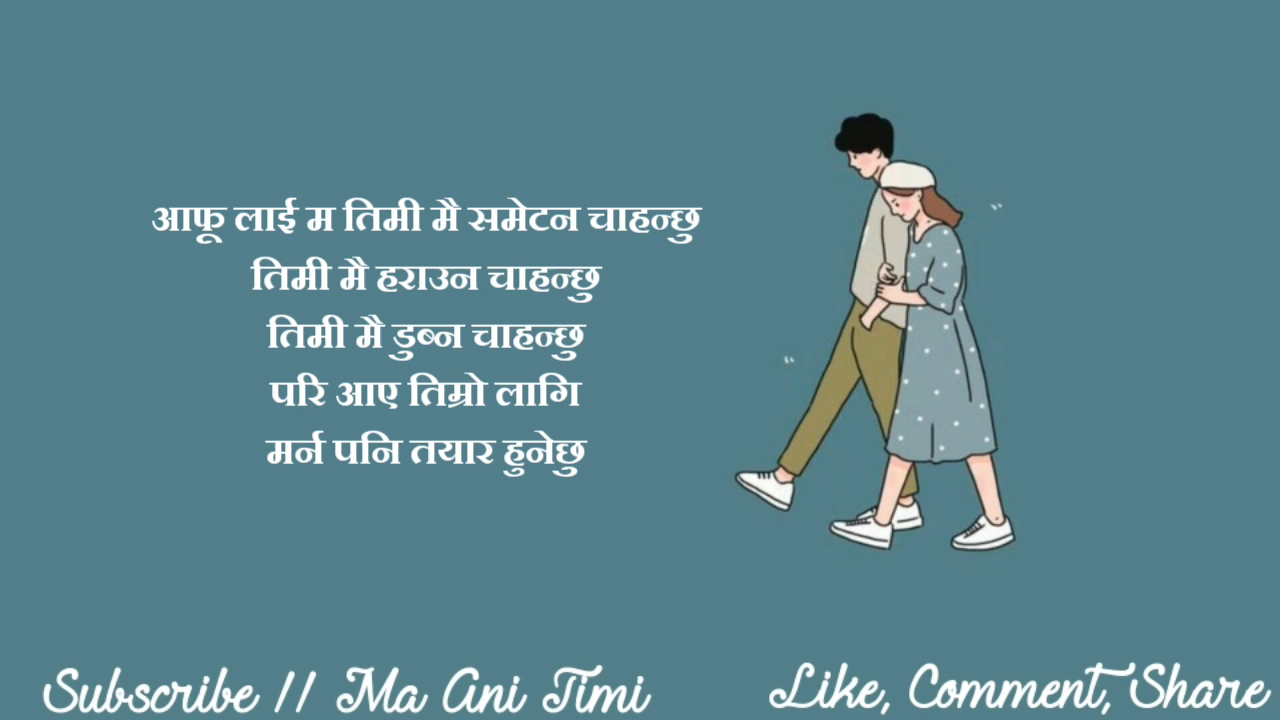 आफू लाई म तिमी मै समेटन चाहन्छु
तिमी मै हराउन चाहन्छु
तिमी मै डुब्न चाहन्छु
परि आए तिम्रो लागि
मर्न पनि तयार हुनेछु
Subscribe // Ma Ani Timi
Like, Comment, Share